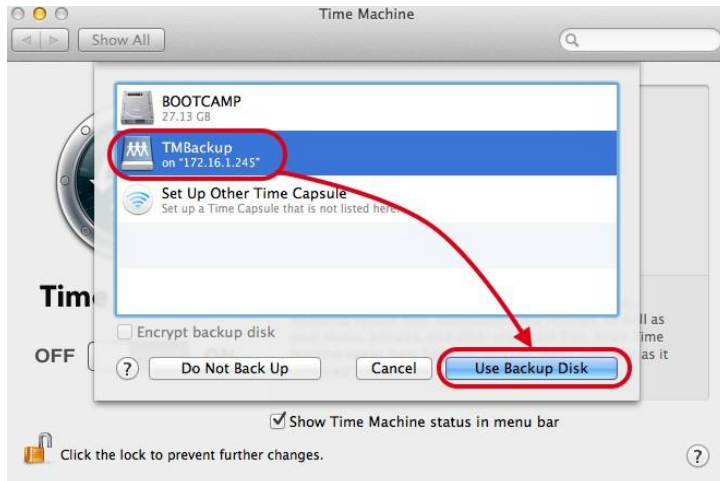 Time Machine
Show All
BOOTCAMP
27.13 GB
TMBackup
on "172.16.1.245"
Set Up Other Time Capsule
Set up a Time Capsule that is not listed here.
Tim
Encrypt backup disk
ll as
ime
as it
OFF
? Do Not Back Up Cancel Use Backup Disk
Show Time Machine status in menu bar
Click the lock to prevent further changes. ?